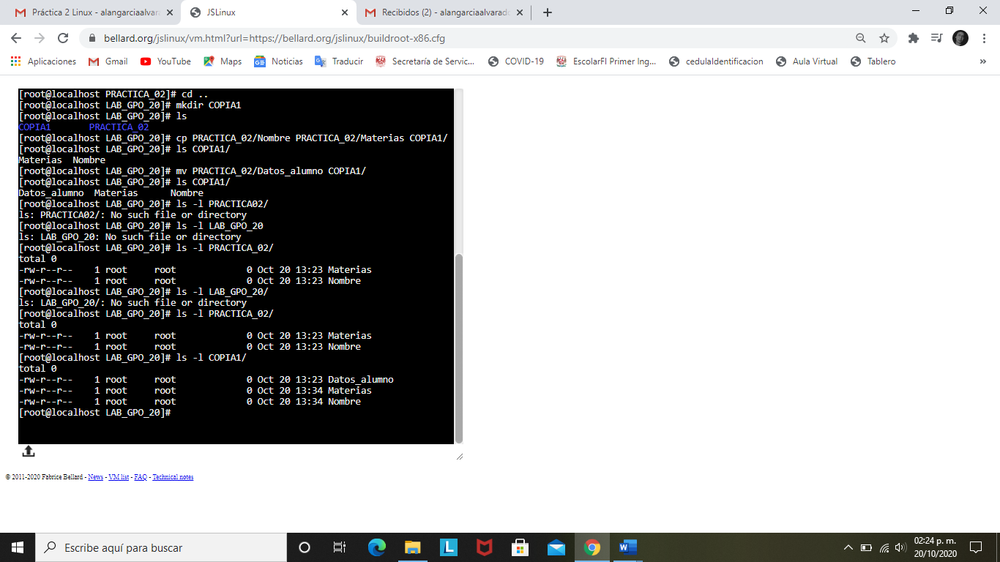 Práctica 2 Linux - alangarciaalvara
JSLinux
Recibidos (2) - alangarciaalvarado
bellard.org/jslinux/vm.html?url=https://bellard.org/jslinux/buildroot-x86.cfg
Aplicaciones Gmail YouTube Maps Noticias Traducir Secretaría de Servic... COVID-19 EscolarFI Primer Ing... cedulaIdentificacion Aula Virtual Tablero »
[root@localhost PRACTICA_02]# cd ..
[root@localhost LAB_GPO_20]# mkdir COPIA1
[root@localhost LAB_GPO_20]# ls
COPIA1 PRACTICA_02
[root@localhost LAB_GPO_20]# cp PRACTICA_02/Nombre PRACTICA_02/Materias COPIA1/
[root@localhost LAB_GPO_20]# ls COPIA1/
Materias Nombre
[root@localhost LAB_GPO_20]# mv PRACTICA_02/Datos_alumno COPIA1/
[root@localhost LAB_GPO_20]# ls COPIA1/
Datos_alumno Materias Nombre
[root@localhost LAB_GPO_20]# ls -l PRACTICA02/
ls: PRACTICA02/: No such file or directory
[root@localhost LAB_GPO_20]# ls -l LAB_GPO_20
ls: LAB_GPO_20: No such file or directory
[root@localhost LAB_GPO_20]# ls -l PRACTICA_02/
total 0
-rw-r--r-- 1 root root 0 Oct 20 13:23 Materias
-rw-r--r-- 1 root root 0 Oct 20 13:23 Nombre
[root@localhost LAB_GPO_20]# ls -l LAB_GPO_20/
ls: LAB_GPO_20/: No such file or directory
[root@localhost LAB_GPO_20]# ls -l PRACTICA_02/
total 0
-rw-r--r-- 1 root root 0 Oct 20 13:23 Materias
-rw-r--r-- 1 root root 0 Oct 20 13:23 Nombre
[root@localhost LAB_GPO_20]# ls -l COPIA1/
total 0
-rw-r--r-- 1 root root 0 Oct 20 13:23 Datos_alumno
-rw-r--r-- 1 root root 0 Oct 20 13:34 Materias
-rw-r--r-- 1 root root 0 Oct 20 13:34 Nombre
[root@localhost LAB_GPO_20]#
© 2011-2020 Fabrice Bellard - News - VM list - FAQ - Technical notes
Escribe aquí para buscar
02:24 p. m.
20/10/2020